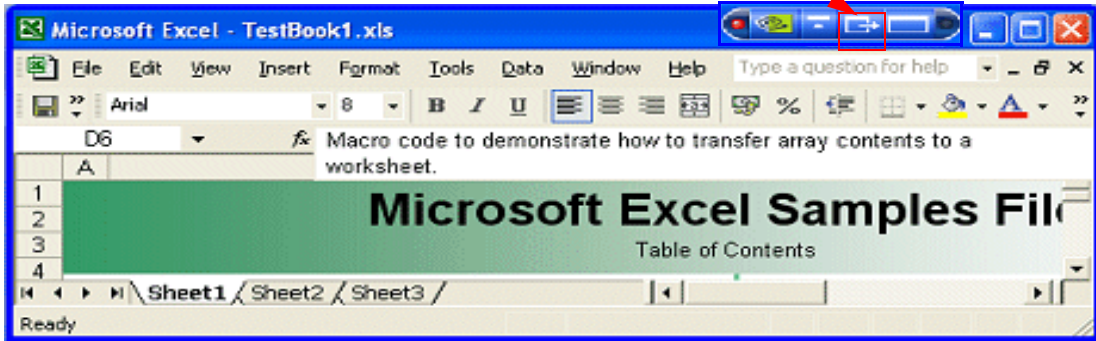 Microsoft Excel - TestBook1.xls
File Edit View Insert Format Tools Data Window Help Type a question for help
Arial 8 B I U %
D6 fx Macro code to demonstrate how to transfer array contents to a
worksheet.
A
1
2 Microsoft Excel Samples File
3 Table of Contents
4
Sheet1 Sheet2 Sheet3
Ready